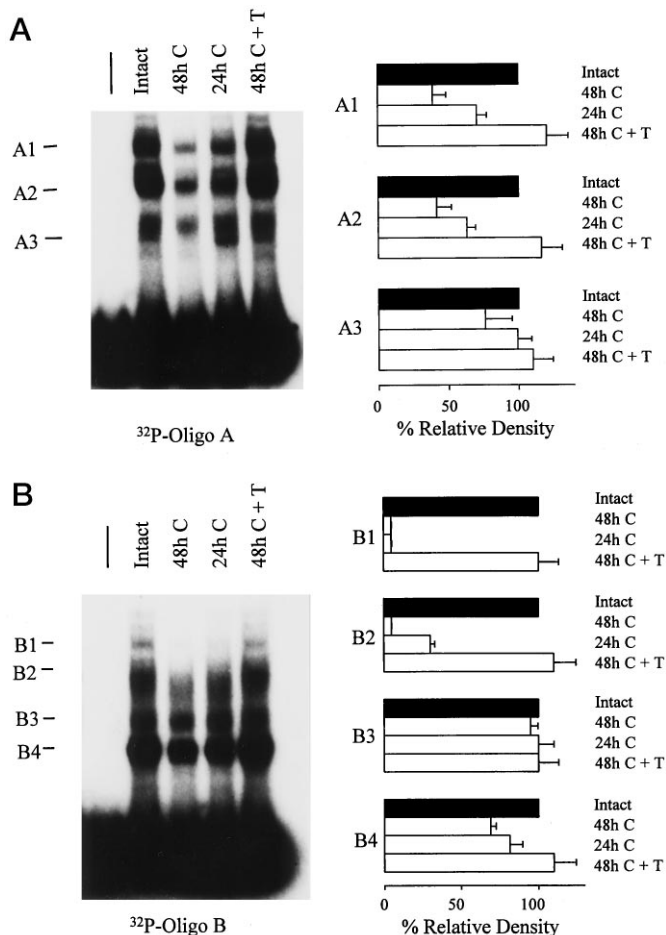 A
Intact
48h C
24h C
48h C + T
A1
A2
A3
³²P-Oligo A
A1
Intact
48h C
24h C
48h C + T
A2
Intact
48h C
24h C
48h C + T
A3
Intact
48h C
24h C
48h C + T
0 50 100
% Relative Density
B
Intact
48h C
24h C
48h C + T
B1
B2
B3
B4
³²P-Oligo B
B1
Intact
48h C
24h C
48h C + T
B2
Intact
48h C
24h C
48h C + T
B3
Intact
48h C
24h C
48h C + T
B4
Intact
48h C
24h C
48h C + T
0 50 100
% Relative Density